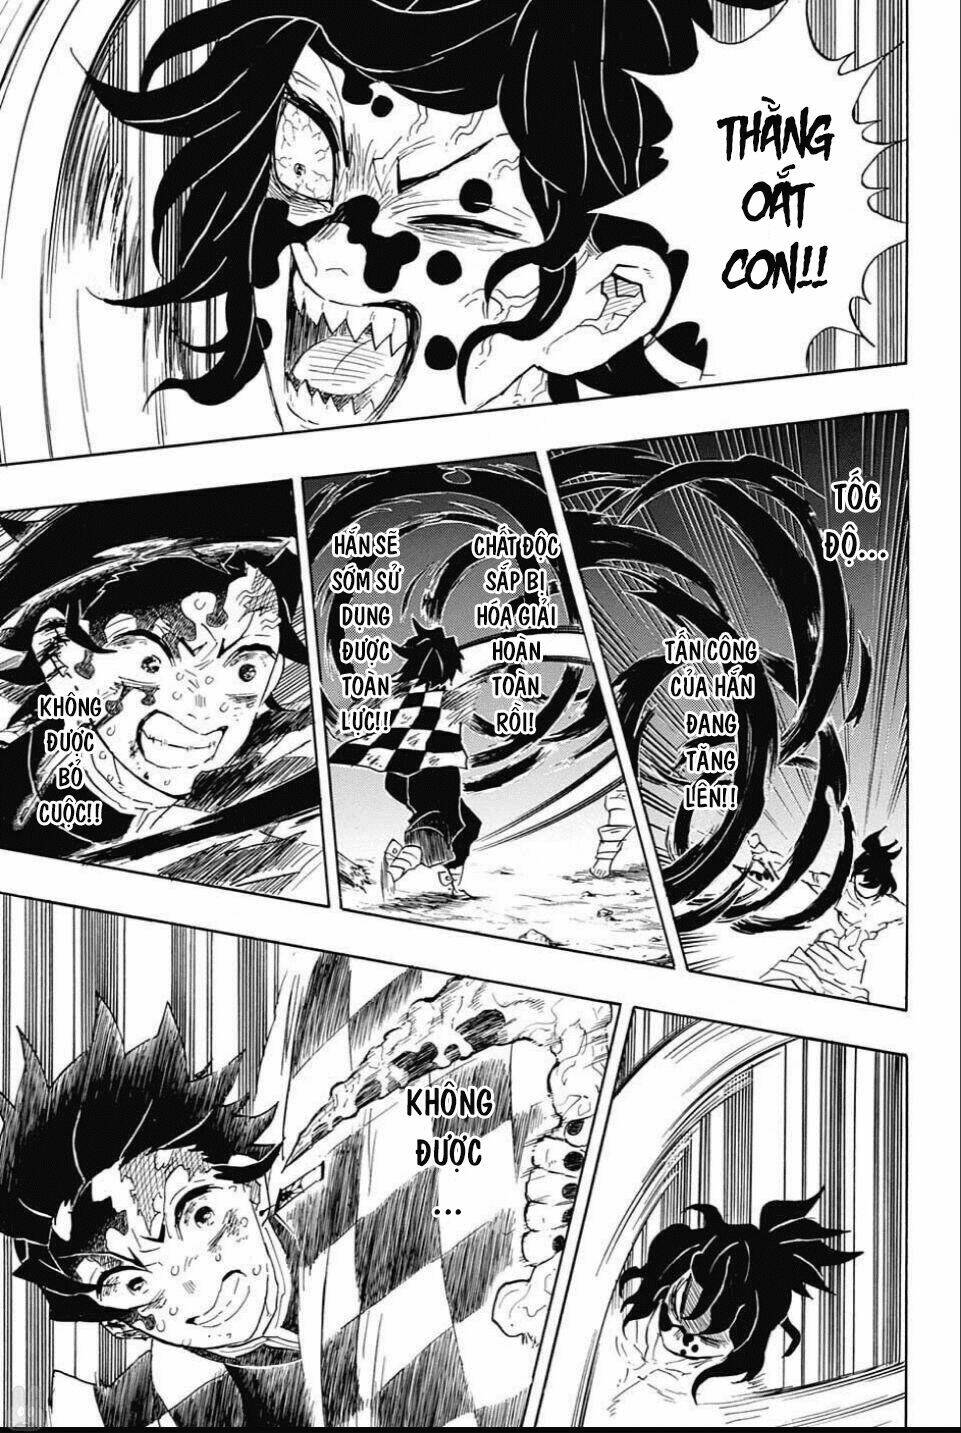 THẰNG
OẮT
CON!!
TỐC
ĐỘ...
TẤN CÔNG
CỦA HẮN
ĐANG
TĂNG
LÊN!!
CHẤT ĐỘC
SẮP BỊ
HÓA GIẢI
HOÀN
TOÀN
RỒI!!
HẮN SẼ
SỚM SỬ
DỤNG
ĐƯỢC
TOÀN
LỰC!!
KHÔNG
ĐƯỢC
BỎ
CUỘC!!
KHÔNG
ĐƯỢC
...